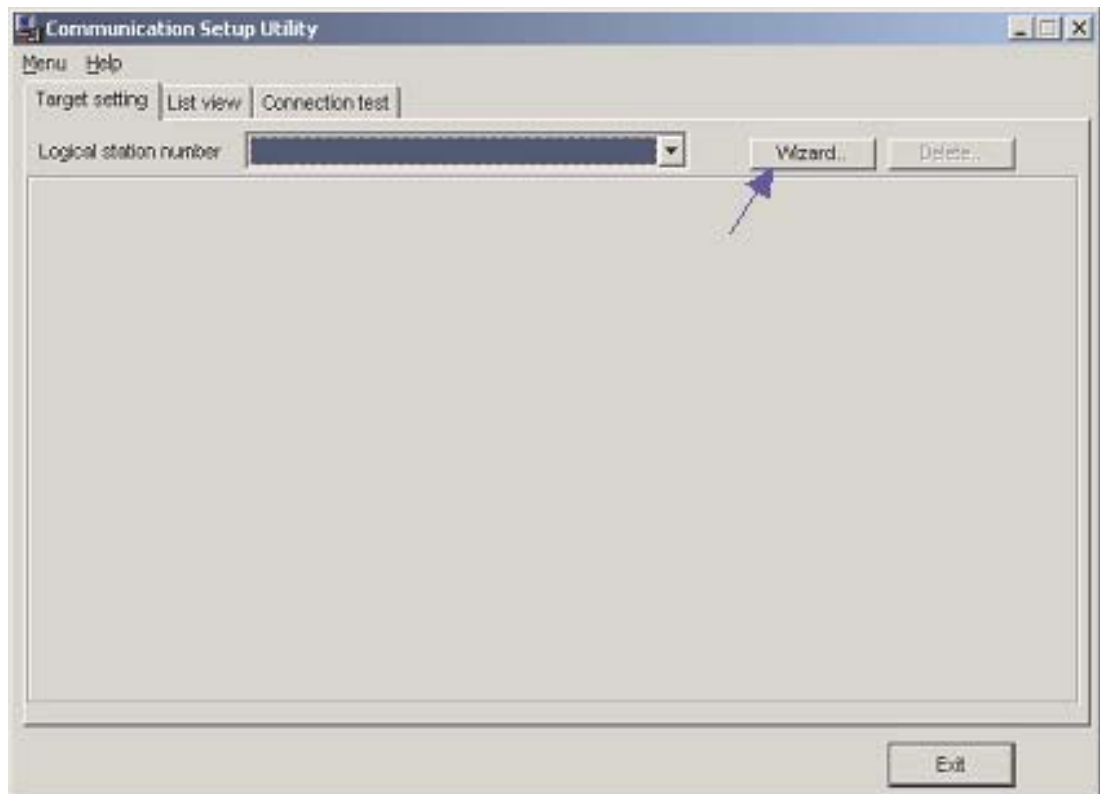 Communication Setup Utility
Menu Help
Target setting List view Connection test
Logical station number Wizard.. Delete..
Exit